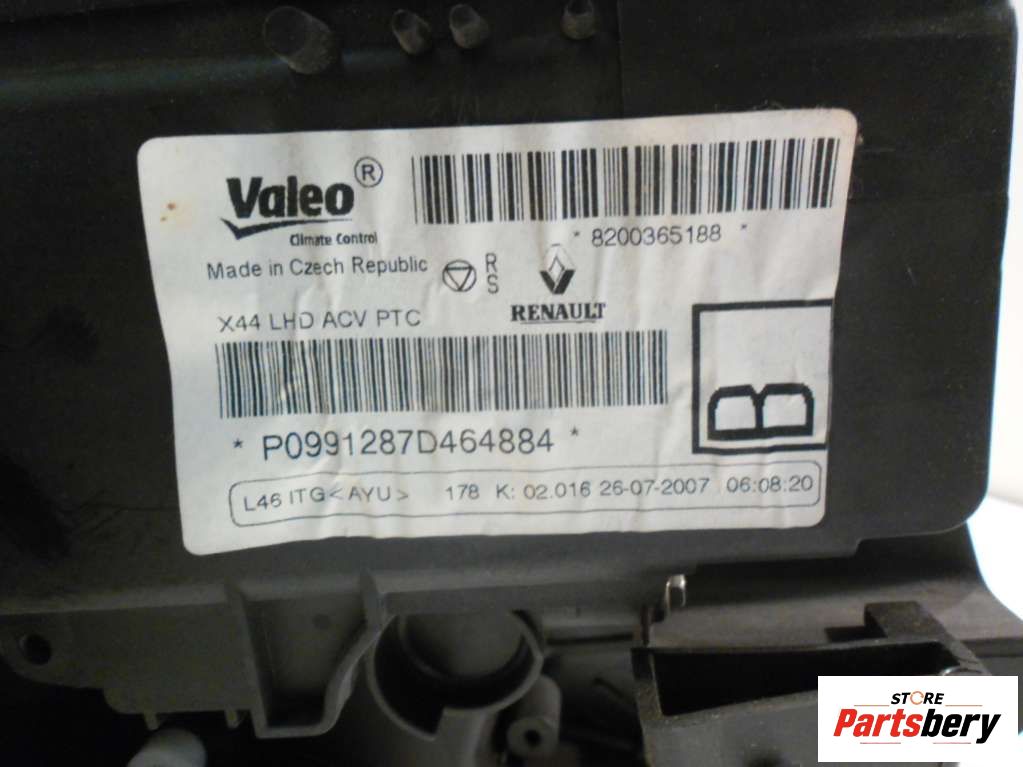 Valeo ®
Climate Control
* 8200365188 *
Made in Czech Republic
R
S
RENAULT
X44 LHD ACV PTC
B
* P0991287D464884 *
L46 ITG<AYU> 178 K: 02.016 26-07-2007 06:08:20
STORE
Partsbery